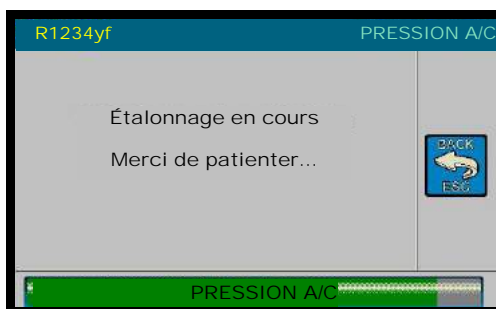 R1234yf PRESSION A/C
Étalonnage en cours
Merci de patienter...
BACK
ESC
PRESSION A/C